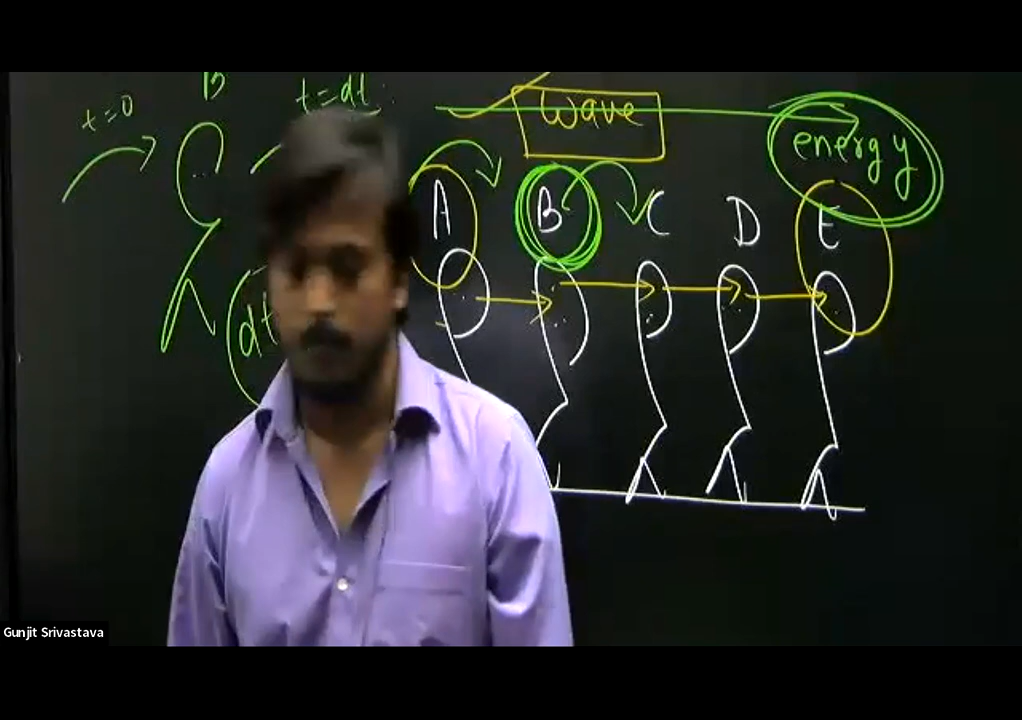 B
t=0
t=dt
wave
energy
A B C D E
dt
Gunjit Srivastava